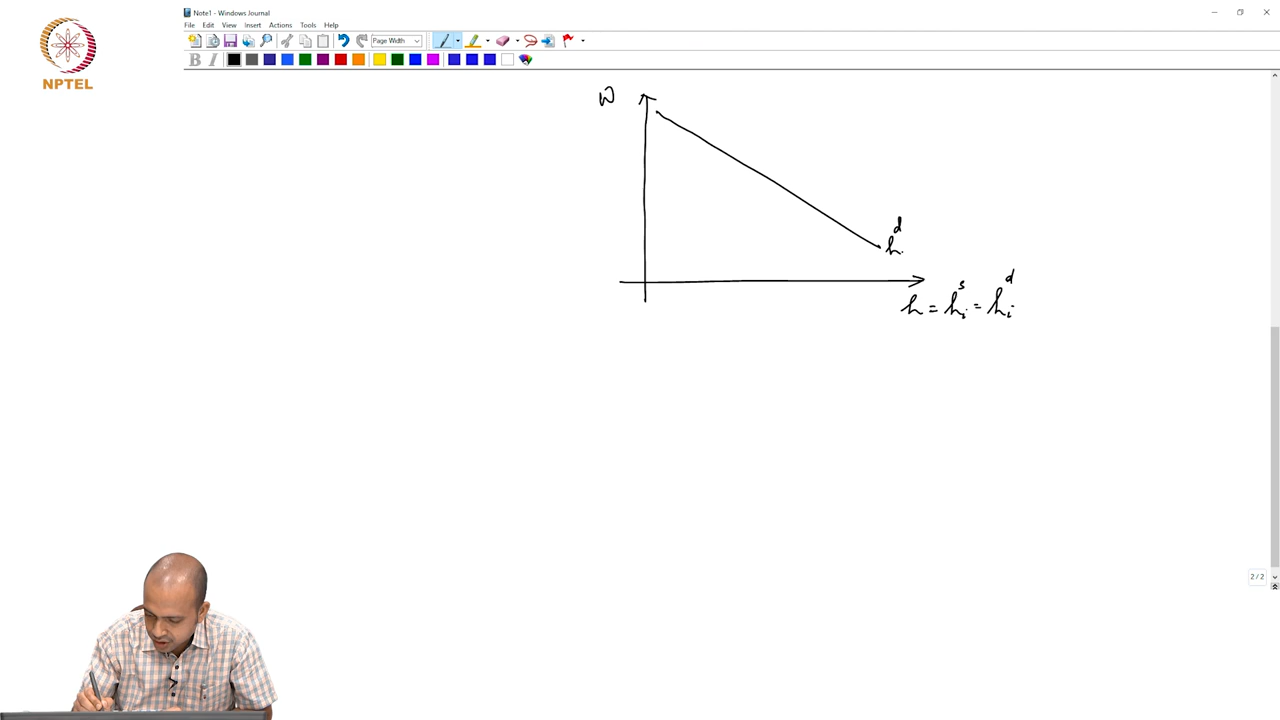 Note1 - Windows Journal
File Edit View Insert Actions Tools Help
Page Width
B I
NPTEL
W
h^d
h = h_i^s = h_i^d
2 / 2